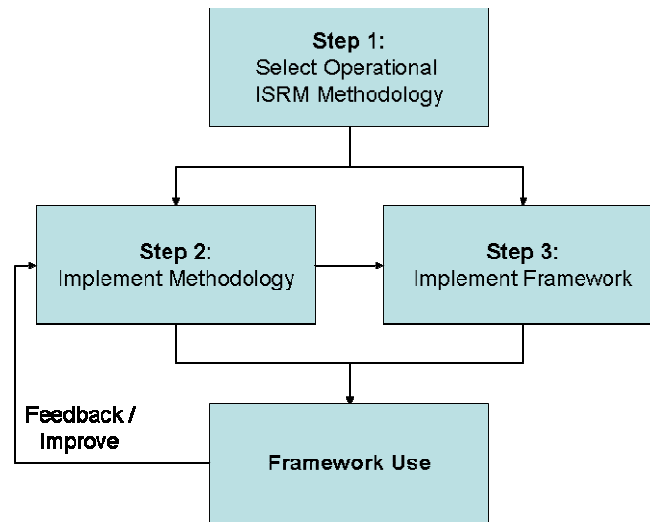 Step 1:
Select Operational
ISRM Methodology
Step 2:
Implement Methodology
Step 3:
Implement Framework
Feedback /
Improve
Framework Use